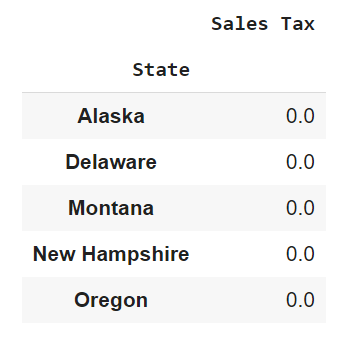 Sales Tax
State
Alaska 0.0
Delaware 0.0
Montana 0.0
New Hampshire 0.0
Oregon 0.0